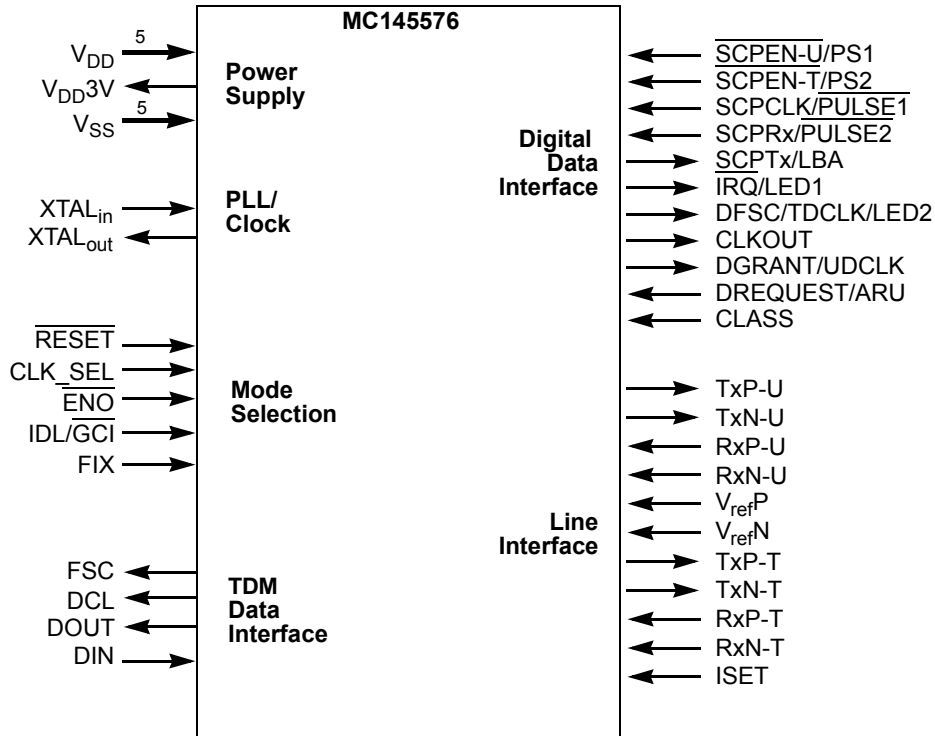 MC145576
5
VDD
VDD3V
5
VSS
Power
Supply
XTALin
XTALout
PLL/
Clock
RESET
CLK_SEL
ENO
IDL/GCI
FIX
Mode
Selection
FSC
DCL
DOUT
DIN
TDM
Data
Interface
Digital
Data
Interface
SCPEN-U/PS1
SCPEN-T/PS2
SCPCLK/PULSE1
SCPRx/PULSE2
SCPTx/LBA
IRQ/LED1
DFSC/TDCLK/LED2
CLKOUT
DGRANT/UDCLK
DREQUEST/ARU
CLASS
Line
Interface
TxP-U
TxN-U
RxP-U
RxN-U
VrefP
VrefN
TxP-T
TxN-T
RxP-T
RxN-T
ISET